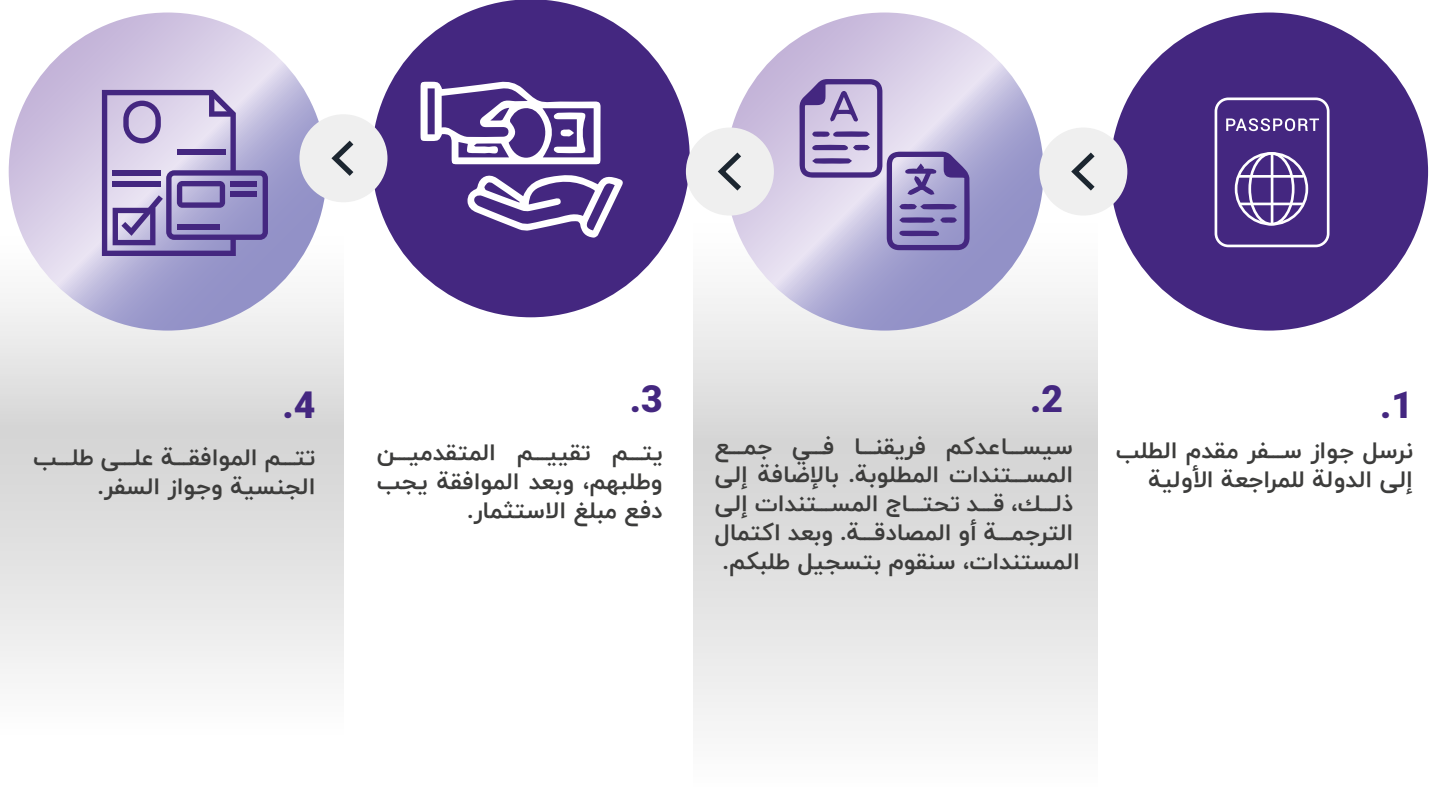 PASSPORT
1.
نرسل جواز سفر مقدم الطلب
إلى الدولة للمراجعة الأولية
A
文
2.
سيساعدكم فريقنا في جمع
المستندات المطلوبة. بالإضافة إلى
ذلك، قد تحتاج المستندات إلى
الترجمة أو المصادقة. وبعد اكتمال
المستندات، سنقوم بتسجيل طلبكم.
3.
يتم تقييم المتقدمين
وطلبهم، وبعد الموافقة يجب
دفع مبلغ الاستثمار.
4.
تتم الموافقة على طلب
الجنسية وجواز السفر.